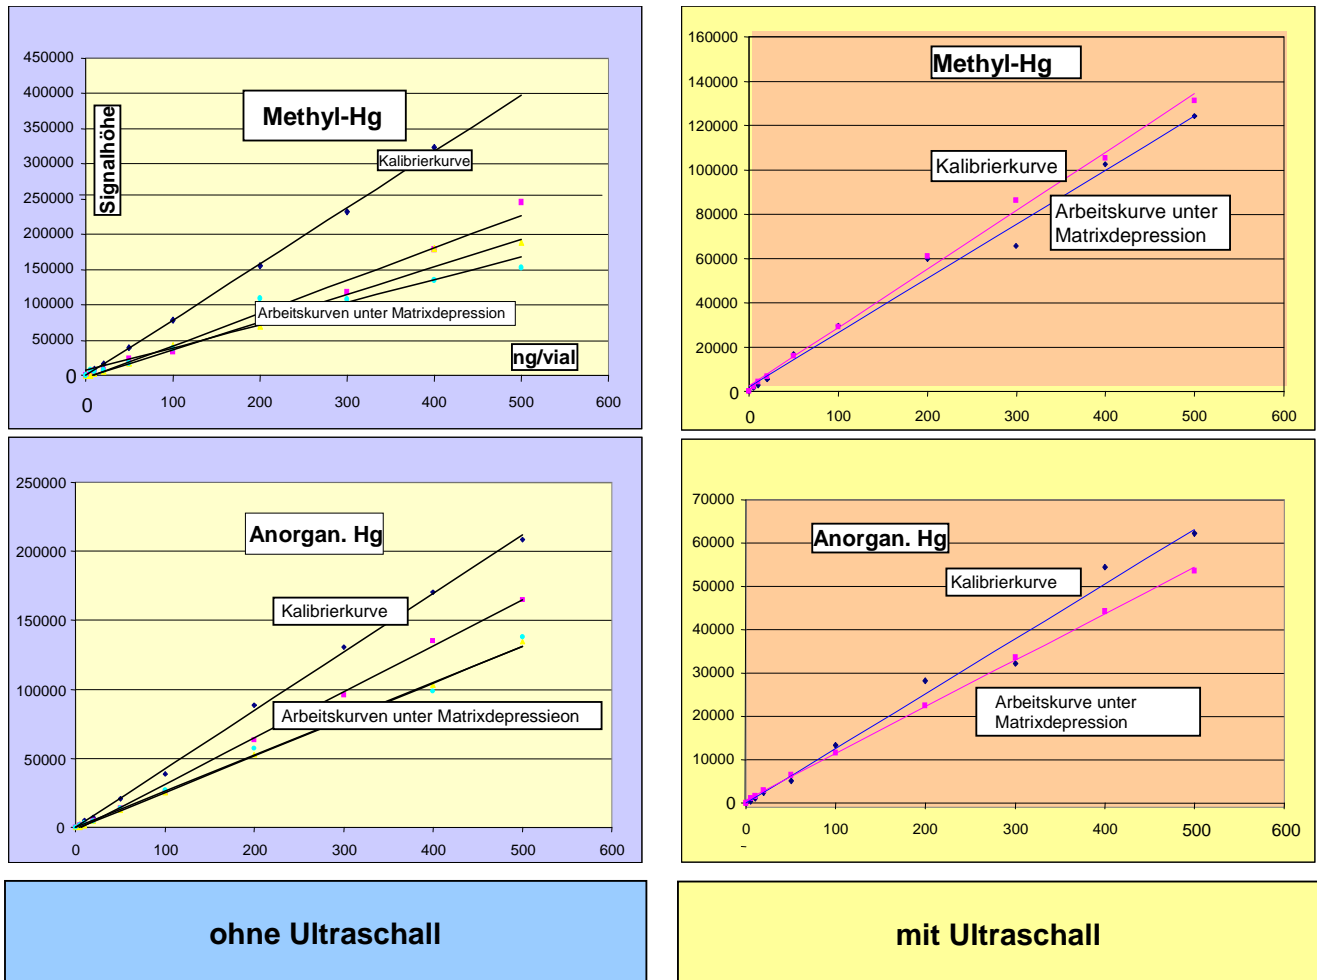 450000
400000
350000
300000
250000
200000
150000
100000
50000
0
Signalhöhe
Methyl-Hg
Kalibrierkurve
Arbeitskurven unter Matrixdepression
ng/vial
0 100 200 300 400 500 600
160000
140000
120000
100000
80000
60000
40000
20000
0
Methyl-Hg
Kalibrierkurve
Arbeitskurve unter
Matrixdepression
0 100 200 300 400 500 600
250000
200000
150000
100000
50000
0
Anorgan. Hg
Kalibrierkurve
Arbeitskurven unter Matrixdepressieon
0 100 200 300 400 500 600
70000
60000
50000
40000
30000
20000
10000
0
Anorgan. Hg
Kalibrierkurve
Arbeitskurve unter
Matrixdepression
0 100 200 300 400 500 600
~
ohne Ultraschall
mit Ultraschall